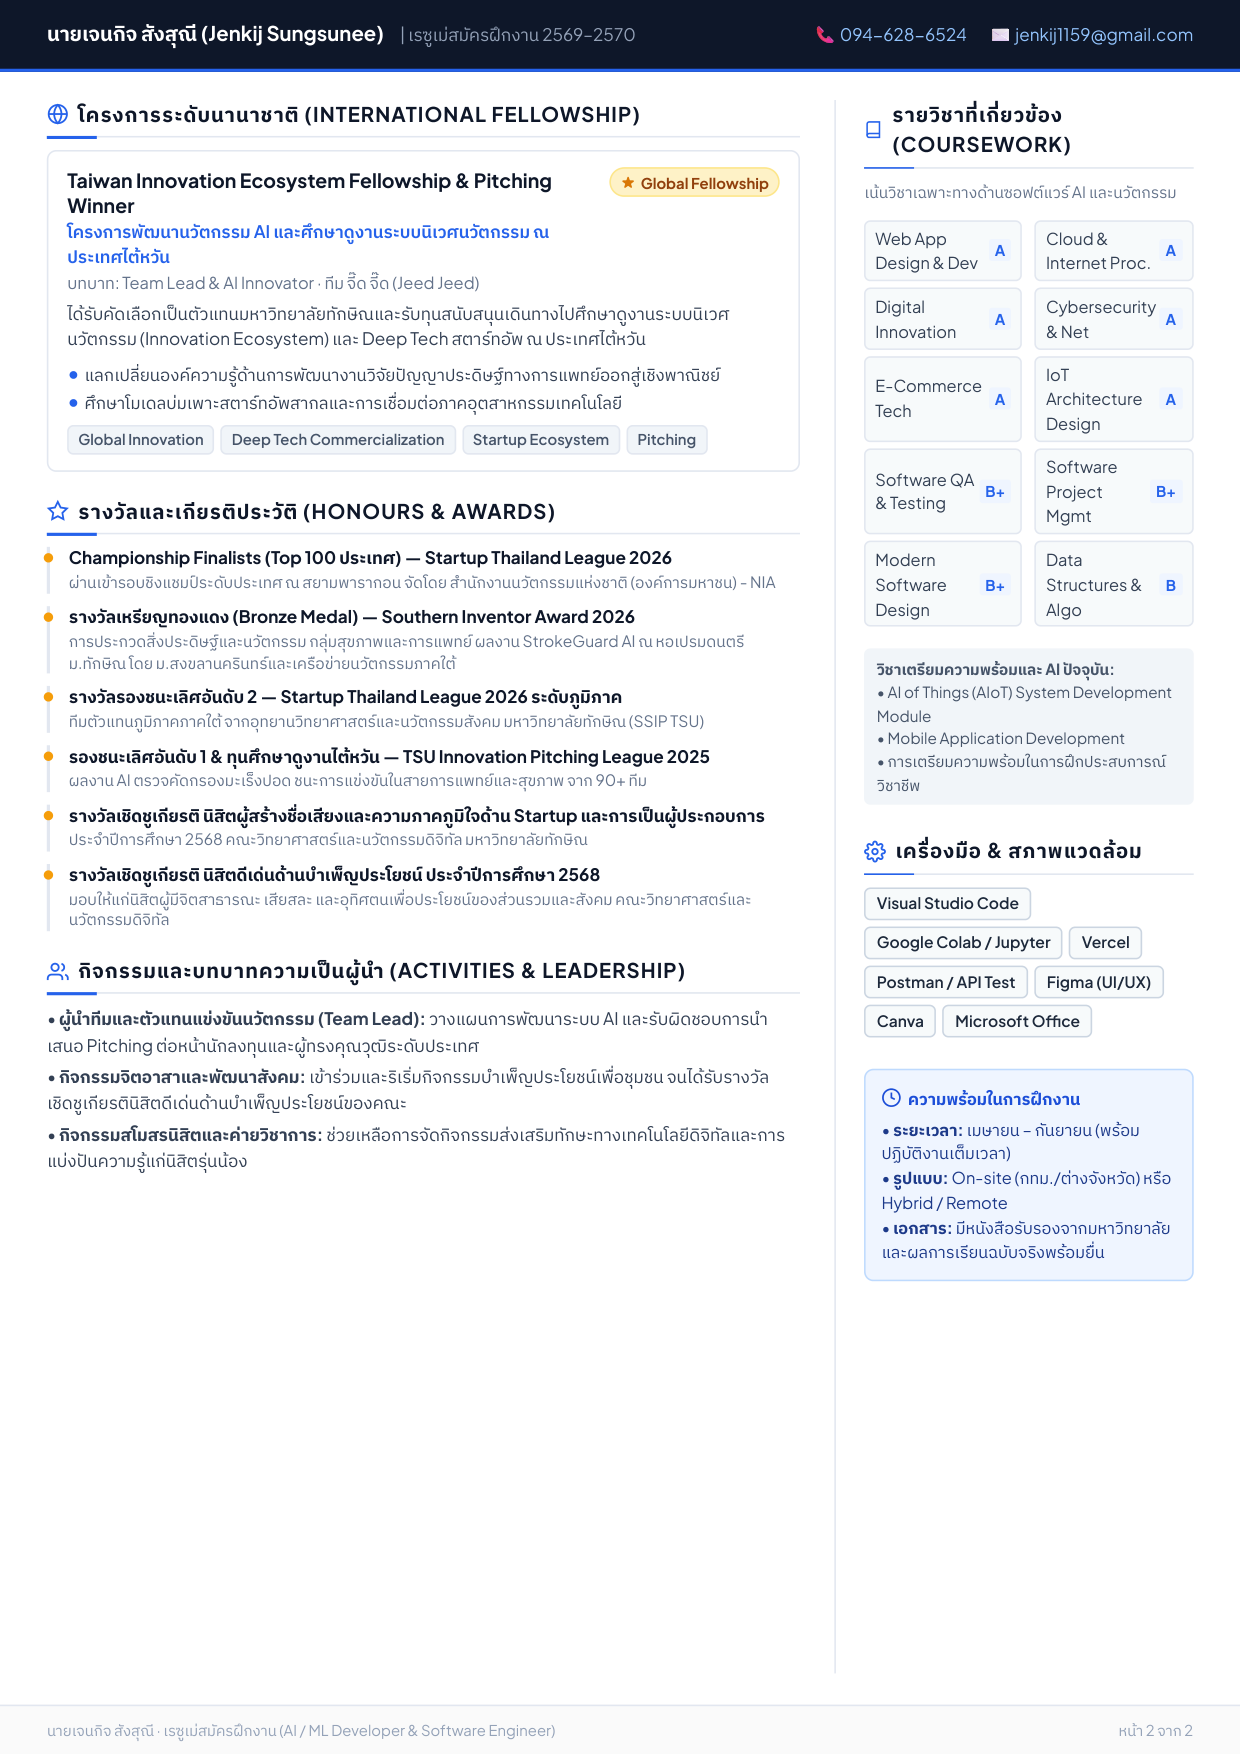 นายเจนกิจ สังสุณี (Jenkij Sungsunee) | เรซูเม่สมัครฝึกงาน 2569–2570
📞 094-628-6524 ✉️ jenkij1159@gmail.com
โครงการระดับนานาชาติ (INTERNATIONAL FELLOWSHIP)
Taiwan Innovation Ecosystem Fellowship & Pitching
Winner
★ Global Fellowship
โครงการพัฒนานวัตกรรม AI และศึกษาดูงานระบบนิเวศนวัตกรรม ณ
ประเทศไต้หวัน
บทบาท: Team Lead & AI Innovator · ทีม จี๊ด จี๊ด (Jeed Jeed)
ได้รับคัดเลือกเป็นตัวแทนมหาวิทยาลัยทักษิณและรับทุนสนับสนุนเดินทางไปศึกษาดูงานระบบนิเวศ
นวัตกรรม (Innovation Ecosystem) และ Deep Tech สตาร์ทอัพ ณ ประเทศไต้หวัน
• แลกเปลี่ยนองค์ความรู้ด้านการพัฒนางานวิจัยปัญญาประดิษฐ์ทางการแพทย์ออกสู่เชิงพาณิชย์
• ศึกษาโมเดลบ่มเพาะสตาร์ทอัพสากลและการเชื่อมต่อภาคอุตสาหกรรมเทคโนโลยี
Global Innovation Deep Tech Commercialization Startup Ecosystem Pitching
รางวัลและเกียรติประวัติ (HONOURS & AWARDS)
Championship Finalists (Top 100 ประเทศ) — Startup Thailand League 2026
ผ่านเข้ารอบชิงแชมป์ระดับประเทศ ณ สยามพารากอน จัดโดย สำนักงานนวัตกรรมแห่งชาติ (องค์การมหาชน) - NIA
รางวัลเหรียญทองแดง (Bronze Medal) — Southern Inventor Award 2026
การประกวดสิ่งประดิษฐ์และนวัตกรรม กลุ่มสุขภาพและการแพทย์ ผลงาน StrokeGuard AI ณ หอเปรมดนตรี
ม.ทักษิณ โดย ม.สงขลานครินทร์และเครือข่ายนวัตกรรมภาคใต้
รางวัลรองชนะเลิศอันดับ 2 — Startup Thailand League 2026 ระดับภูมิภาค
ทีมตัวแทนภูมิภาคภาคใต้ จากอุทยานวิทยาศาสตร์และนวัตกรรมสังคม มหาวิทยาลัยทักษิณ (SSIP TSU)
รองชนะเลิศอันดับ 1 & ทุนศึกษาดูงานไต้หวัน — TSU Innovation Pitching League 2025
ผลงาน AI ตรวจคัดกรองมะเร็งปอด ชนะการแข่งขันในสายการแพทย์และสุขภาพ จาก 90+ ทีม
รางวัลเชิดชูเกียรติ นิสิตผู้สร้างชื่อเสียงและความภาคภูมิใจด้าน Startup และการเป็นผู้ประกอบการ
ประจำปีการศึกษา 2568 คณะวิทยาศาสตร์และนวัตกรรมดิจิทัล มหาวิทยาลัยทักษิณ
รางวัลเชิดชูเกียรติ นิสิตดีเด่นด้านบำเพ็ญประโยชน์ ประจำปีการศึกษา 2568
มอบให้แก่นิสิตผู้มีจิตสาธารณะ เสียสละ และอุทิศตนเพื่อประโยชน์ของส่วนรวมและสังคม คณะวิทยาศาสตร์และ
นวัตกรรมดิจิทัล
กิจกรรมและบทบาทความเป็นผู้นำ (ACTIVITIES & LEADERSHIP)
• ผู้นำทีมและตัวแทนแข่งขันนวัตกรรม (Team Lead): วางแผนการพัฒนาระบบ AI และรับผิดชอบการนำ
เสนอ Pitching ต่อหน้านักลงทุนและผู้ทรงคุณวุฒิระดับประเทศ
• กิจกรรมจิตอาสาและพัฒนาสังคม: เข้าร่วมและริเริ่มกิจกรรมบำเพ็ญประโยชน์เพื่อชุมชน จนได้รับรางวัล
เชิดชูเกียรตินิสิตดีเด่นด้านบำเพ็ญประโยชน์ของคณะ
• กิจกรรมสโมสรนิสิตและค่ายวิชาการ: ช่วยเหลือการจัดกิจกรรมส่งเสริมทักษะทางเทคโนโลยีดิจิทัลและการ
แบ่งปันความรู้แก่นิสิตรุ่นน้อง
รายวิชาที่เกี่ยวข้อง
(COURSEWORK)
เน้นวิชาเฉพาะทางด้านซอฟต์แวร์ AI และนวัตกรรม
Web App
Design & Dev A
Cloud &
Internet Proc. A
Digital
Innovation A
Cybersecurity
& Net A
E-Commerce
Tech A
IoT
Architecture A
Design
Software QA
& Testing B+
Software
Project B+
Mgmt
Modern
Software B+
Design
Data
Structures & B
Algo
วิชาเตรียมความพร้อมและ AI ปัจจุบัน:
• AI of Things (AIoT) System Development
Module
• Mobile Application Development
• การเตรียมความพร้อมในการฝึกประสบการณ์
วิชาชีพ
เครื่องมือ & สภาพแวดล้อม
Visual Studio Code
Google Colab / Jupyter Vercel
Postman / API Test Figma (UI/UX)
Canva Microsoft Office
ความพร้อมในการฝึกงาน
• ระยะเวลา: เมษายน – กันยายน (พร้อม
ปฏิบัติงานเต็มเวลา)
• รูปแบบ: On-site (กทม./ต่างจังหวัด) หรือ
Hybrid / Remote
• เอกสาร: มีหนังสือรับรองจากมหาวิทยาลัย
และผลการเรียนฉบับจริงพร้อมยื่น
นายเจนกิจ สังสุณี · เรซูเม่สมัครฝึกงาน (AI / ML Developer & Software Engineer)
หน้า 2 จาก 2